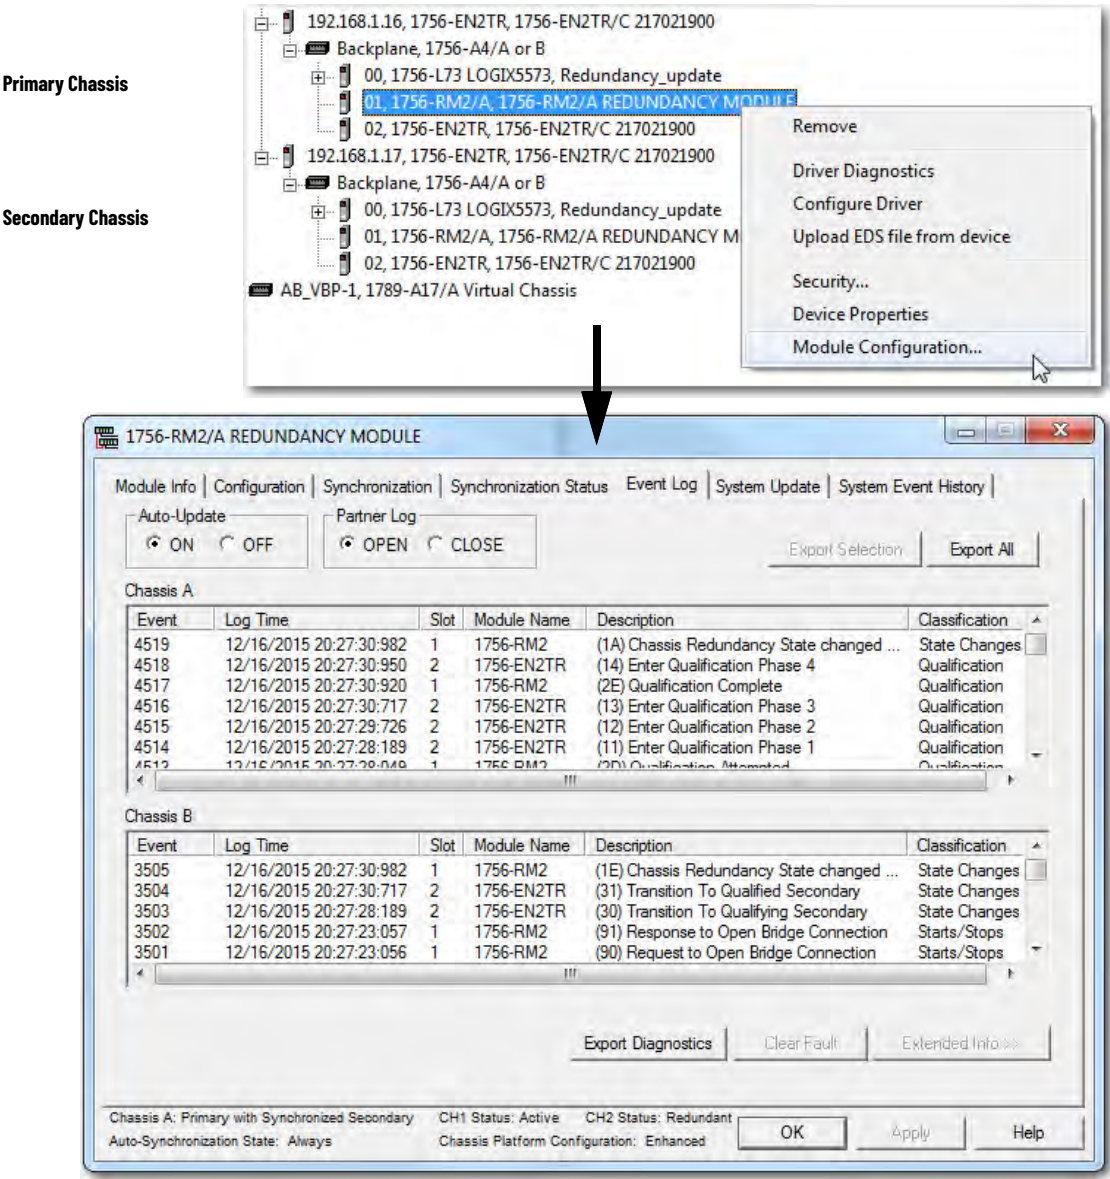 192.168.1.16, 1756-EN2TR, 1756-EN2TR/C 217021900
Backplane, 1756-A4/A or B
Primary Chassis
00, 1756-L73 LOGIX5573, Redundancy_update
01, 1756-RM2/A, 1756-RM2/A REDUNDANCY MODULE
02, 1756-EN2TR, 1756-EN2TR/C 217021900
192.168.1.17, 1756-EN2TR, 1756-EN2TR/C 217021900
Backplane, 1756-A4/A or B
Secondary Chassis
00, 1756-L73 LOGIX5573, Redundancy_update
01, 1756-RM2/A, 1756-RM2/A REDUNDANCY M
02, 1756-EN2TR, 1756-EN2TR/C 217021900
AB_VBP-1, 1789-A17/A Virtual Chassis
Remove
Driver Diagnostics
Configure Driver
Upload EDS file from device
Security...
Device Properties
Module Configuration...
1756-RM2/A REDUNDANCY MODULE
Module Info Configuration Synchronization Synchronization Status Event Log System Update System Event History
Auto-Update Partner Log
ON OFF OPEN CLOSE Export Selection Export All
Chassis A
Event Log Time Slot Module Name Description Classification
4519 12/16/2015 20:27:30:982 1 1756-RM2 (1A) Chassis Redundancy State changed ... State Changes
4518 12/16/2015 20:27:30:950 2 1756-EN2TR (14) Enter Qualification Phase 4 Qualification
4517 12/16/2015 20:27:30:920 1 1756-RM2 (2E) Qualification Complete Qualification
4516 12/16/2015 20:27:30:717 2 1756-EN2TR (13) Enter Qualification Phase 3 Qualification
4515 12/16/2015 20:27:29:726 2 1756-EN2TR (12) Enter Qualification Phase 2 Qualification
4514 12/16/2015 20:27:28:189 2 1756-EN2TR (11) Enter Qualification Phase 1 Qualification
4513 12/16/2015 20:27:28:049 1 1756-RM2 (2D) Qualification Attempted Qualification
Chassis B
Event Log Time Slot Module Name Description Classification
3505 12/16/2015 20:27:30:982 1 1756-RM2 (1E) Chassis Redundancy State changed ... State Changes
3504 12/16/2015 20:27:30:717 2 1756-EN2TR (31) Transition To Qualified Secondary State Changes
3503 12/16/2015 20:27:28:189 2 1756-EN2TR (30) Transition To Qualifying Secondary State Changes
3502 12/16/2015 20:27:23:057 1 1756-RM2 (91) Response to Open Bridge Connection Starts/Stops
3501 12/16/2015 20:27:23:056 1 1756-RM2 (90) Request to Open Bridge Connection Starts/Stops
Export Diagnostics Clear Fault Extended Info >>
Chassis A: Primary with Synchronized Secondary CH1 Status: Active CH2 Status: Redundant
Auto-Synchronization State: Always Chassis Platform Configuration: Enhanced
OK Apply Help